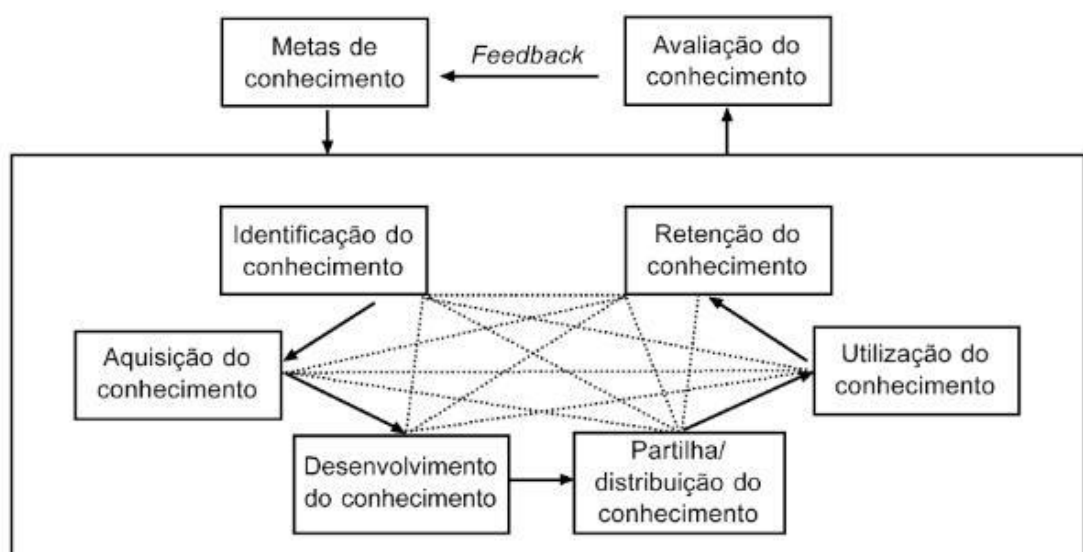 Metas de
conhecimento
Feedback
Avaliação do
conhecimento
Identificação do
conhecimento
Retenção do
conhecimento
Aquisição do
conhecimento
Utilização do
conhecimento
Desenvolvimento
do conhecimento
Partilha/
distribuição do
conhecimento